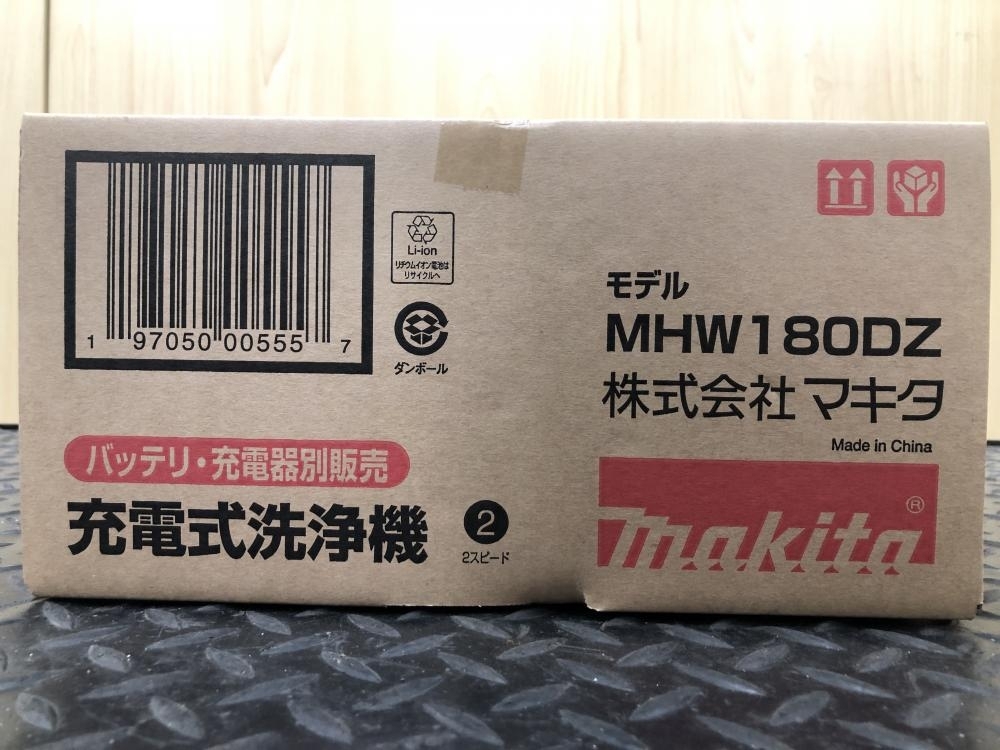 1 97050 00555 7
Li-ion
リチウムイオン電池は
リサイクルへ
ダンボール
バッテリ・充電器別販売
充電式洗浄機
2
2スピード
モデル
MHW180DZ
株式会社マキタ
Made in China
makita®